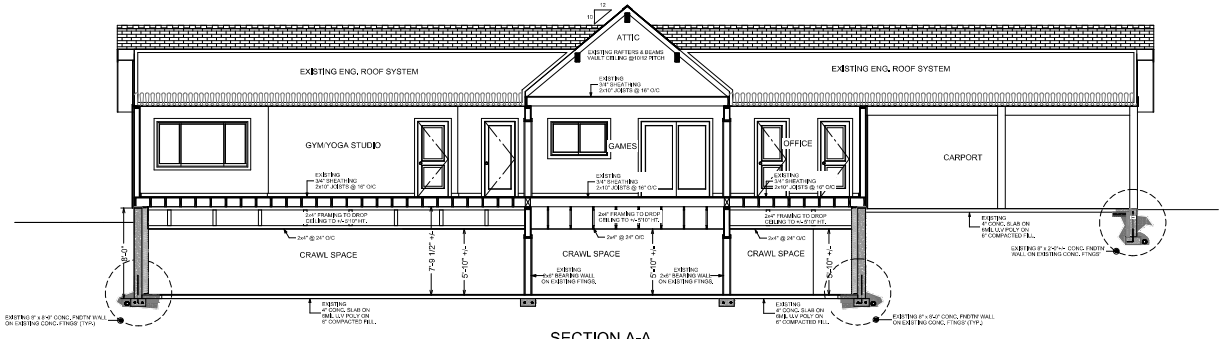 12
10
ATTIC
EXISTING RAFTERS & BEAMS
VAULT CEILING @10/12 PITCH
EXISTING ENG. ROOF SYSTEM
EXISTING ENG. ROOF SYSTEM
EXISTING
3/4" SHEATHING
2x10" JOISTS @ 16" O/C
GYM/YOGA STUDIO
GAMES
OFFICE
CARPORT
EXISTING
3/4" SHEATHING
2x10" JOISTS @ 16" O/C
EXISTING
3/4" SHEATHING
2x10" JOISTS @ 16" O/C
EXISTING
3/4" SHEATHING
2x10" JOISTS @ 16" O/C
2x4" FRAMING TO DROP
CEILING TO +/-5'10" HT.
2x4" FRAMING TO DROP
CEILING TO +/-5'10" HT.
2x4" FRAMING TO DROP
CEILING TO +/-5'10" HT.
EXISTING
4" CONC. SLAB ON
6MIL U.V POLY ON
6" COMPACTED FILL.
2x4" @ 24" O/C
2x4" @ 24" O/C
2x4" @ 24" O/C
8'-0"
7'-9 1/2" +/-
5'-10" +/-
5'-10" +/-
5'-10" +/-
CRAWL SPACE
CRAWL SPACE
CRAWL SPACE
EXISTING 8" x 2'-0"+/- CONC. FNDTN'
WALL ON EXISTING CONC. FTNGS'
EXISTING
2x6" BEARING WALL
ON EXISTING FTNGS.
EXISTING
2x6" BEARING WALL
ON EXISTING FTNGS.
EXISTING 8" x 8'-0" CONC. FNDTN' WALL
ON EXISTING CONC. FTNGS' (TYP.)
EXISTING
4" CONC. SLAB ON
6MIL U.V POLY ON
6" COMPACTED FILL.
EXISTING
4" CONC. SLAB ON
6MIL U.V POLY ON
6" COMPACTED FILL.
EXISTING 8" x 8'-0" CONC. FNDTN' WALL
ON EXISTING CONC. FTNGS' (TYP.)
SECTION A-A